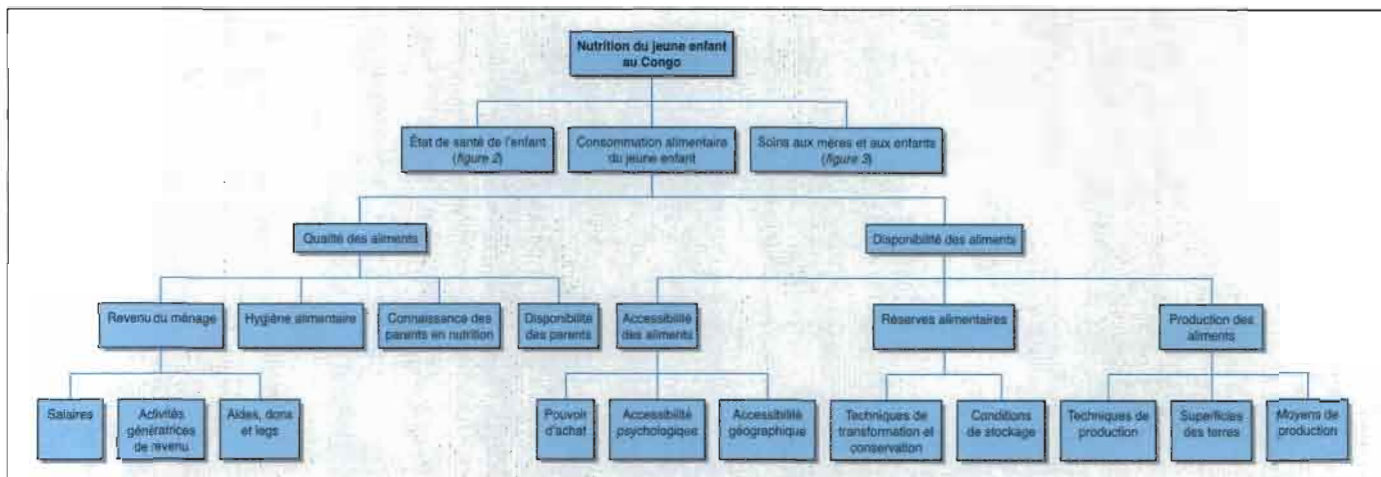 Nutrition du jeune enfant
au Congo
État de santé de l'enfant
(figure 2)
Consommation alimentaire
du jeune enfant
Soins aux mères et aux enfants
(figure 3)
Qualité des aliments
Disponibilité des aliments
Revenu du ménage
Hygiène alimentaire
Connaissance des
parents en nutrition
Disponibilité
des parents
Accessibilité
des aliments
Réserves alimentaires
Production des
aliments
Salaires
Activités
génératrices
de revenu
Aides, dons
et legs
Pouvoir
d'achat
Accessibilité
psychologique
Accessibilité
géographique
Techniques de
transformation et
conservation
Conditions
de stockage
Techniques de
production
Superficies
des terres
Moyens de
production